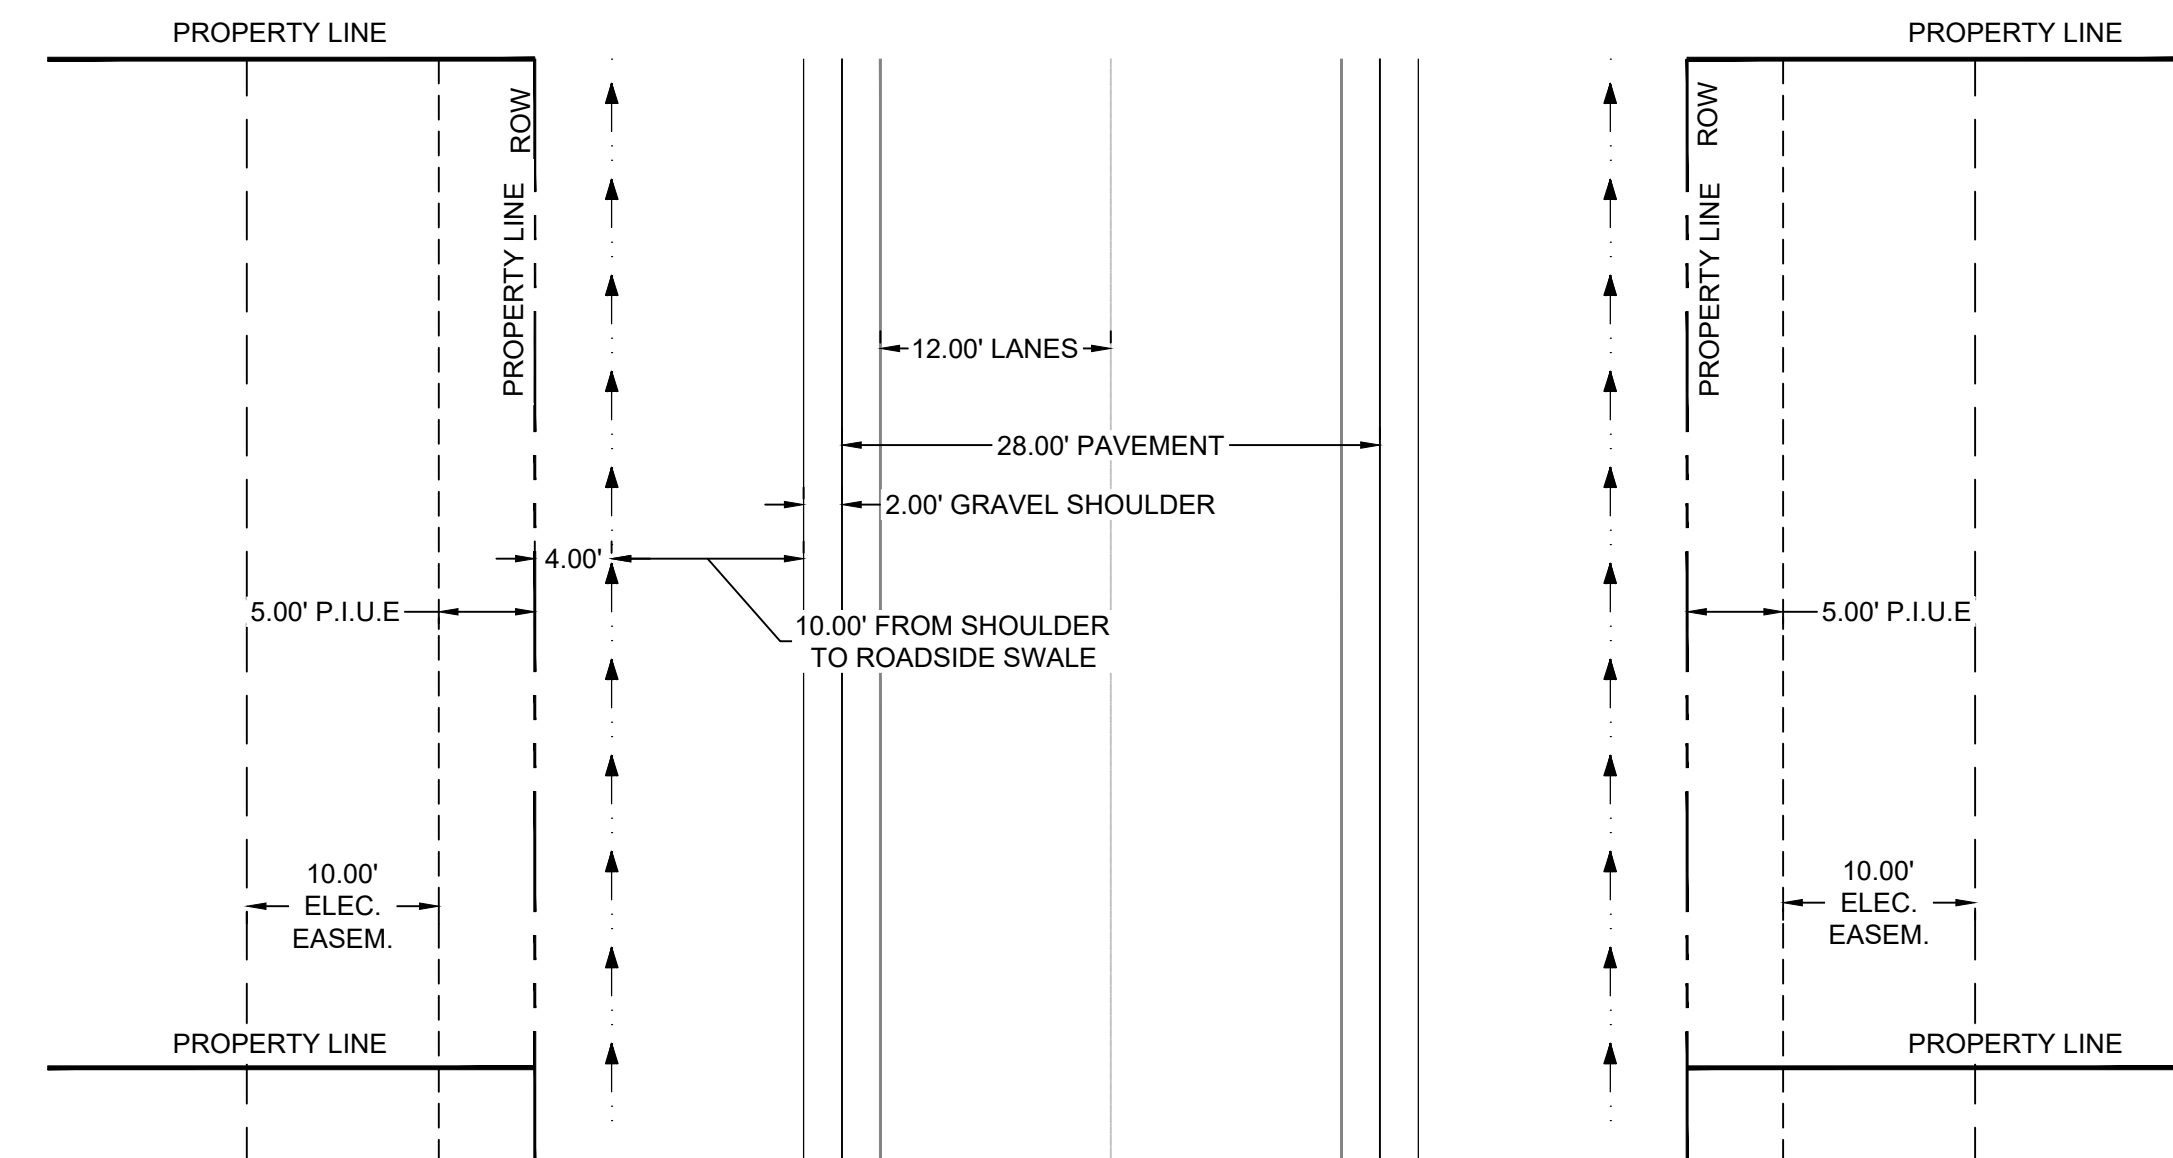 PROPERTY LINE
PROPERTY LINE
ROW
ROW
PROPERTY LINE
PROPERTY LINE
12.00' LANES
28.00' PAVEMENT
2.00' GRAVEL SHOULDER
4.00'
5.00' P.I.U.E
5.00' P.I.U.E
10.00' FROM SHOULDER
TO ROADSIDE SWALE
10.00'
ELEC.
EASEM.
10.00'
ELEC.
EASEM.
PROPERTY LINE
PROPERTY LINE